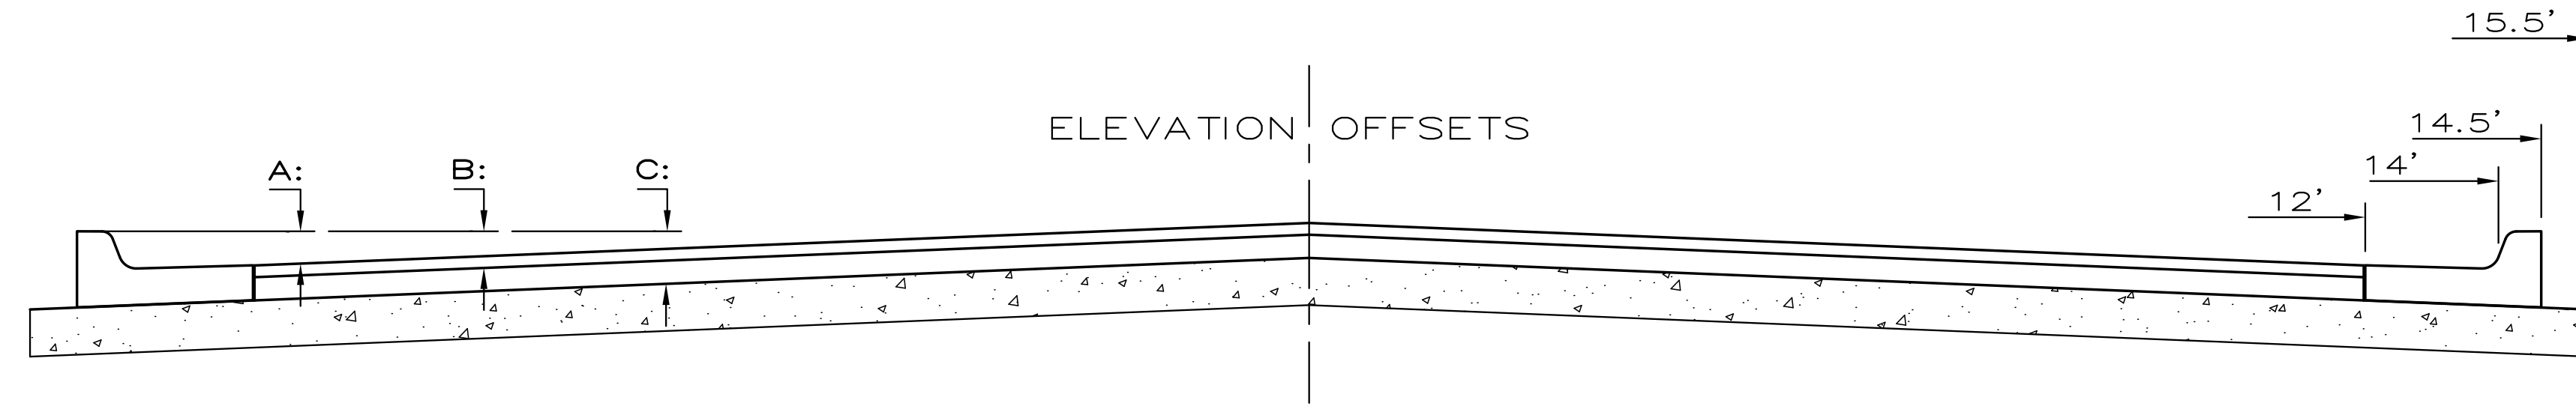 15.5'
ELEVATION OFFSETS
14.5'
14'
A:
B:
C:
12'